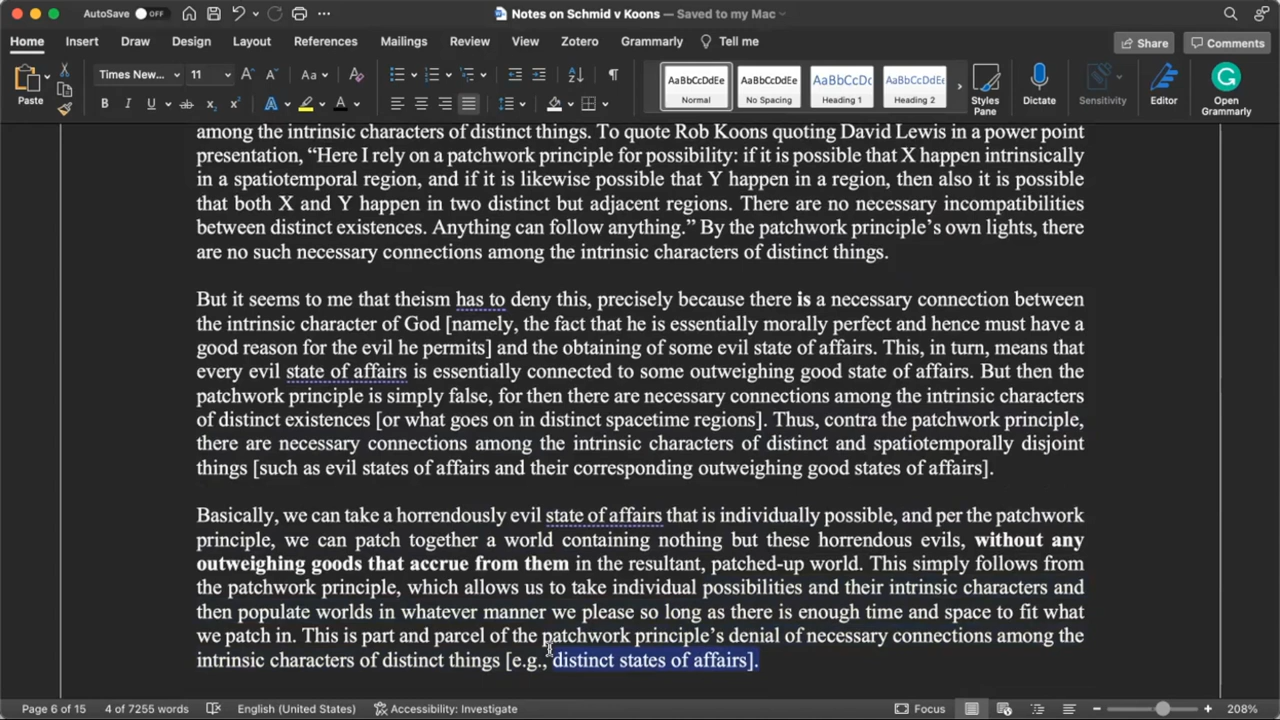 AutoSave OFF Notes on Schmid v Koons — Saved to my Mac
Home Insert Draw Design Layout References Mailings Review View Zotero Grammarly Tell me Share Comments
Paste Times New... 11 Aa AaBbCcDdEe Normal AaBbCcDdEe No Spacing AaBbCcDc Heading 1 AaBbCcDdEe Heading 2 Styles Pane Dictate Sensitivity Editor Open Grammarly
among the intrinsic characters of distinct things. To quote Rob Koons quoting David Lewis in a power point
presentation, “Here I rely on a patchwork principle for possibility: if it is possible that X happen intrinsically
in a spatiotemporal region, and if it is likewise possible that Y happen in a region, then also it is possible
that both X and Y happen in two distinct but adjacent regions. There are no necessary incompatibilities
between distinct existences. Anything can follow anything.” By the patchwork principle’s own lights, there
are no such necessary connections among the intrinsic characters of distinct things.
But it seems to me that theism has to deny this, precisely because there is a necessary connection between
the intrinsic character of God [namely, the fact that he is essentially morally perfect and hence must have a
good reason for the evil he permits] and the obtaining of some evil state of affairs. This, in turn, means that
every evil state of affairs is essentially connected to some outweighing good state of affairs. But then the
patchwork principle is simply false, for then there are necessary connections among the intrinsic characters
of distinct existences [or what goes on in distinct spacetime regions]. Thus, contra the patchwork principle,
there are necessary connections among the intrinsic characters of distinct and spatiotemporally disjoint
things [such as evil states of affairs and their corresponding outweighing good states of affairs].
Basically, we can take a horrendously evil state of affairs that is individually possible, and per the patchwork
principle, we can patch together a world containing nothing but these horrendous evils, without any
outweighing goods that accrue from them in the resultant, patched-up world. This simply follows from
the patchwork principle, which allows us to take individual possibilities and their intrinsic characters and
then populate worlds in whatever manner we please so long as there is enough time and space to fit what
we patch in. This is part and parcel of the patchwork principle’s denial of necessary connections among the
intrinsic characters of distinct things [e.g., distinct states of affairs].
Page 6 of 15 4 of 7255 words English (United States) Accessibility: Investigate Focus 208%